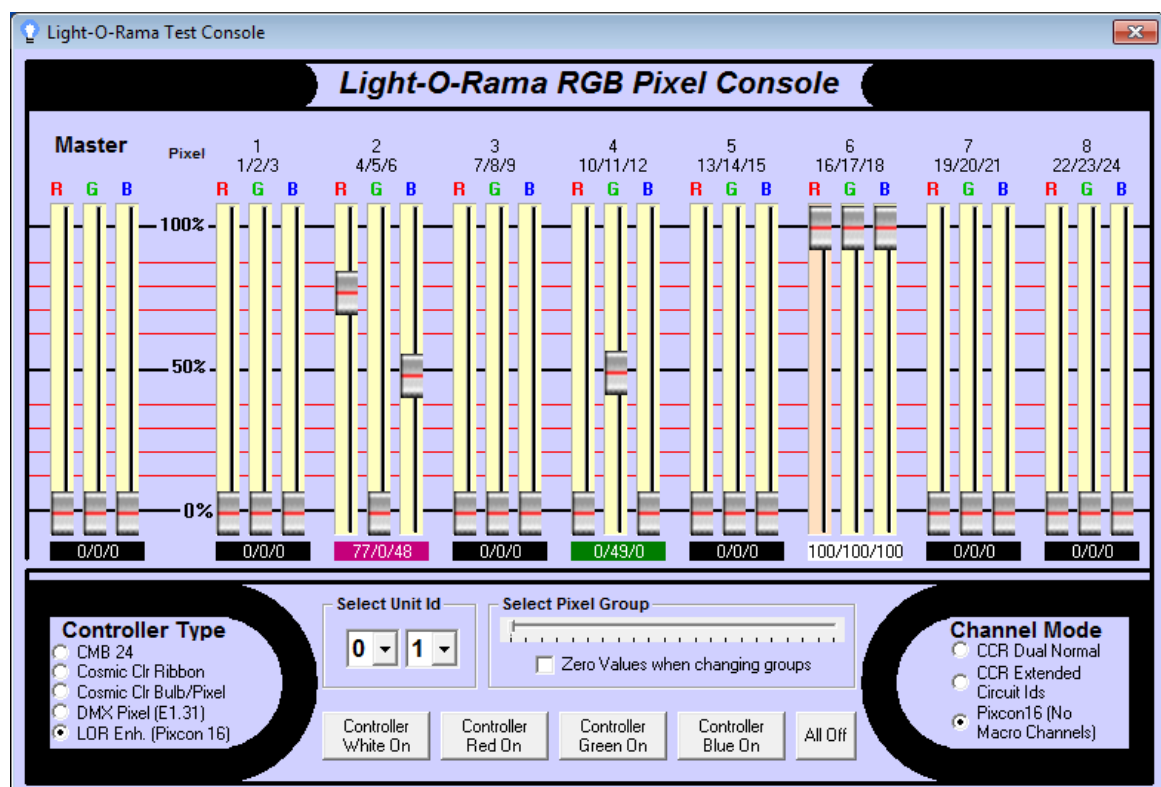 Light-O-Rama Test Console
Light-O-Rama RGB Pixel Console
Master Pixel 1 2 3 4 5 6 7 8
1/2/3 4/5/6 7/8/9 10/11/12 13/14/15 16/17/18 19/20/21 22/23/24
R G B R G B R G B R G B R G B R G B R G B R G B R G B
100%
50%
0%
0/0/0 0/0/0 77/0/48 0/0/0 0/49/0 0/0/0 100/100/100 0/0/0 0/0/0
Controller Type
CMB 24
Cosmic Clr Ribbon
Cosmic Clr Bulb/Pixel
DMX Pixel (E1.31)
LOR Enh. (Pixcon 16)
Select Unit Id
0 1
Select Pixel Group
Zero Values when changing groups
Controller
White On
Controller
Red On
Controller
Green On
Controller
Blue On
All Off
Channel Mode
CCR Dual Normal
CCR Extended
Circuit Ids
Pixcon16 (No
Macro Channels)